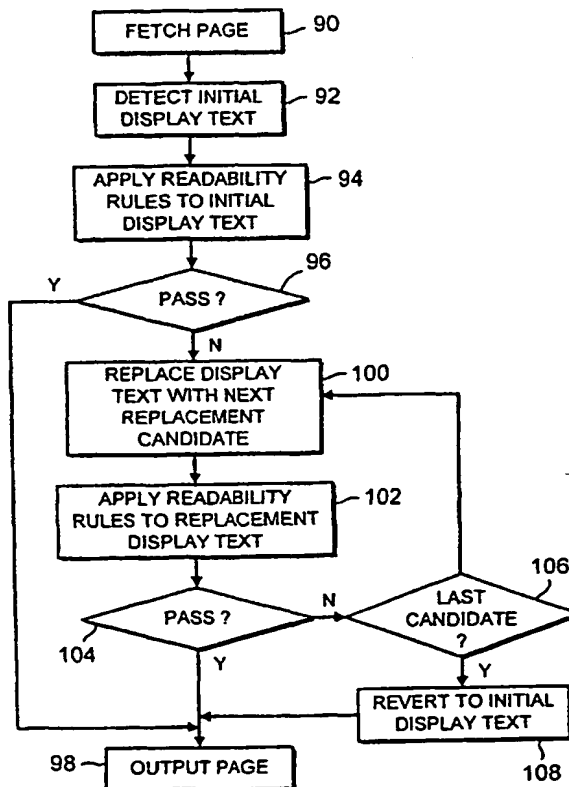 FETCH PAGE
90
DETECT INITIAL
DISPLAY TEXT
92
APPLY READABILITY
RULES TO INITIAL
DISPLAY TEXT
94
Y
PASS ?
96
N
REPLACE DISPLAY
TEXT WITH NEXT
REPLACEMENT
CANDIDATE
100
APPLY READABILITY
RULES TO REPLACEMENT
DISPLAY TEXT
102
PASS ?
104
N
Y
LAST
CANDIDATE
?
106
Y
REVERT TO INITIAL
DISPLAY TEXT
108
98
OUTPUT PAGE